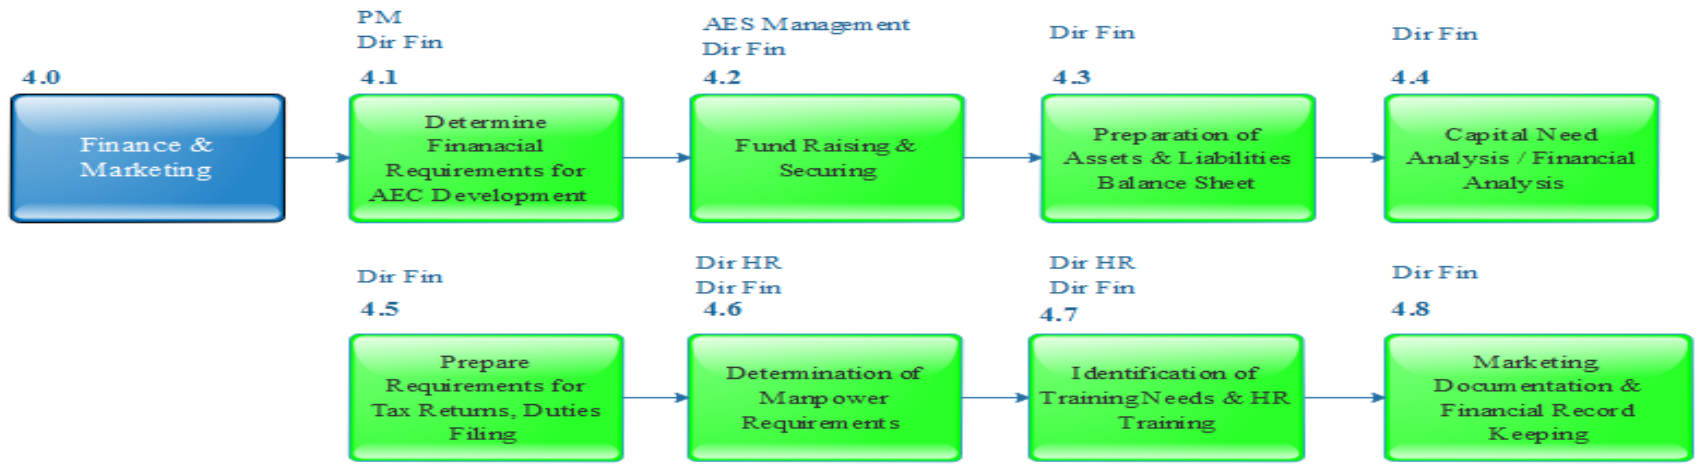 PM
Dir Fin
AES Management
Dir Fin
Dir Fin
Dir Fin
4.0
4.1
4.2
4.3
4.4
Finance &
Marketing
Determine
Finanacial
Requirements for
AEC Development
Fund Raising &
Securing
Preparation of
Assets & Liabilities
Balance Sheet
Capital Need
Analysis / Financial
Analysis
Dir Fin
Dir HR
Dir Fin
Dir HR
Dir Fin
Dir Fin
4.5
4.6
4.7
4.8
Prepare
Requirements for
Tax Returns, Duties
Filing
Determination of
Manpower
Requirements
Identification of
Training Needs & HR
Training
Marketing
Documentation &
Financial Record
Keeping